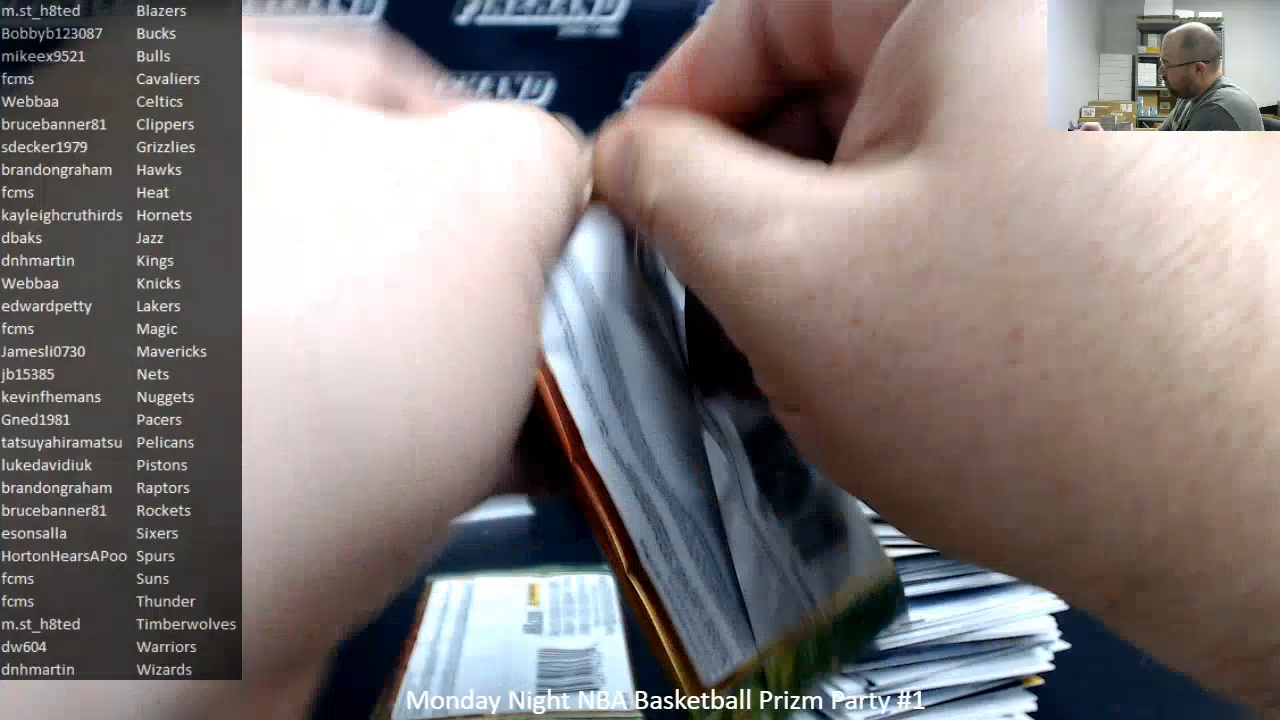 m.st_h8ted Blazers
Bobbyb123087 Bucks
mikeex9521 Bulls
fcms Cavaliers
Webbaa Celtics
brucebanner81 Clippers
sdecker1979 Grizzlies
brandongraham Hawks
fcms Heat
kayleighcruthirds Hornets
dbaks Jazz
dnhmartin Kings
Webbaa Knicks
edwardpetty Lakers
fcms Magic
Jamesli0730 Mavericks
jb15385 Nets
kevinfhemans Nuggets
Gned1981 Pacers
tatsuyahiramatsu Pelicans
lukedavidiuk Pistons
brandongraham Raptors
brucebanner81 Rockets
esonsalla Sixers
HortonHearsAPoo Spurs
fcms Suns
fcms Thunder
m.st_h8ted Timberwolves
dw604 Warriors
dnhmartin Wizards
Monday Night NBA Basketball Prizm Party #1